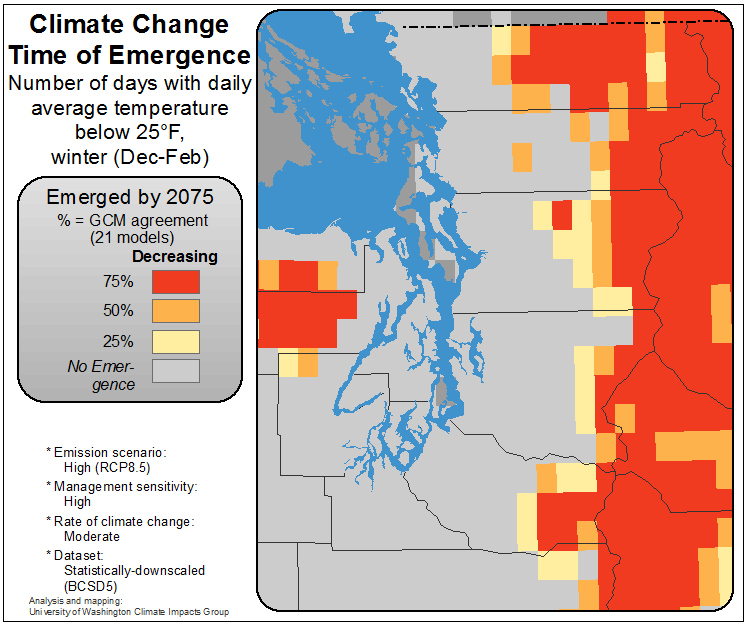 Climate Change
Time of Emergence
Number of days with daily
average temperature
below 25°F,
winter (Dec-Feb)
Emerged by 2075
% = GCM agreement
(21 models)
Decreasing
75%
50%
25%
No Emer-
gence
* Emission scenario:
High (RCP8.5)
* Management sensitivity:
High
* Rate of climate change:
Moderate
* Dataset:
Statistically-downscaled
(BCSD5)
Analysis and mapping:
University of Washington Climate Impacts Group